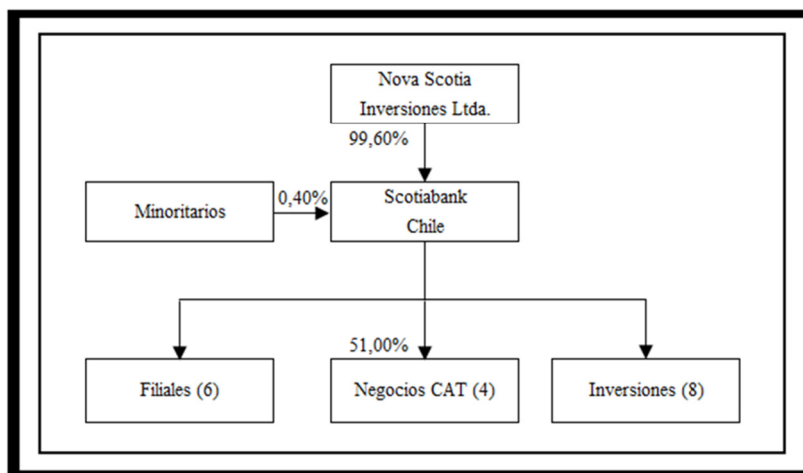 Nova Scotia
Inversiones Ltda.
99,60%
Minoritarios
0,40%
Scotiabank
Chile
51,00%
Filiales (6)
Negocios CAT (4)
Inversiones (8)